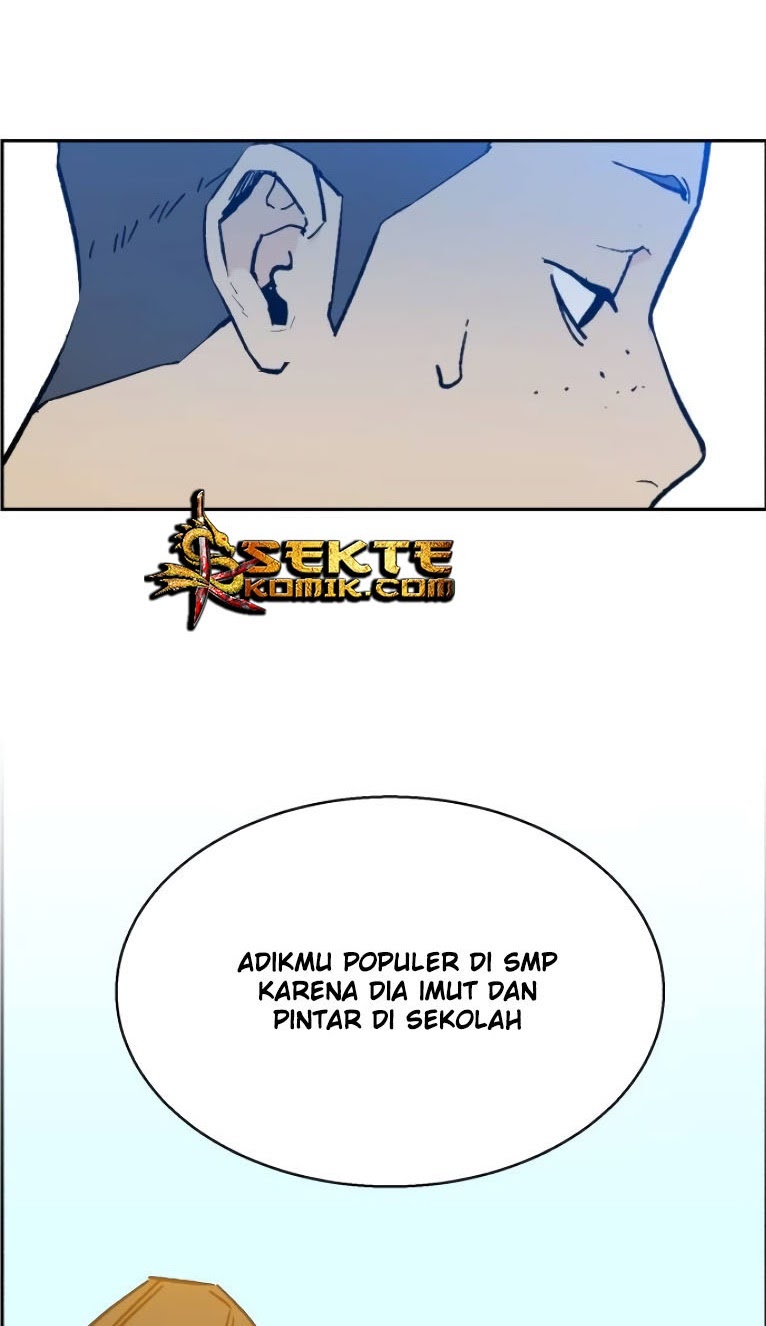 SEKTE
KOMIK.COM
ADIKMU POPULER DI SMP
KARENA DIA IMUT DAN
PINTAR DI SEKOLAH